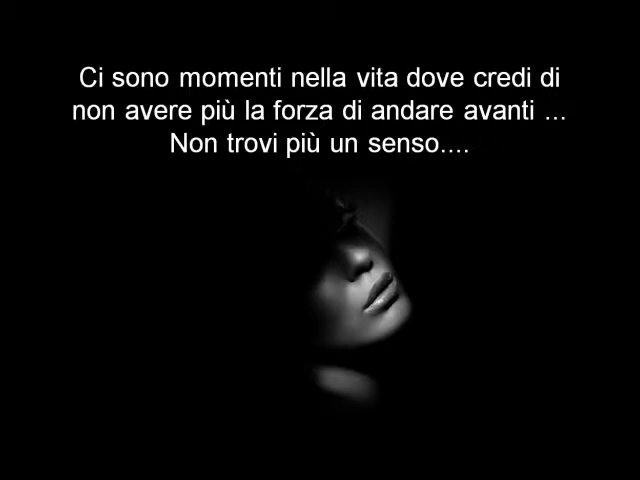 Ci sono momenti nella vita dove credi di
non avere più la forza di andare avanti ...
Non trovi più un senso....